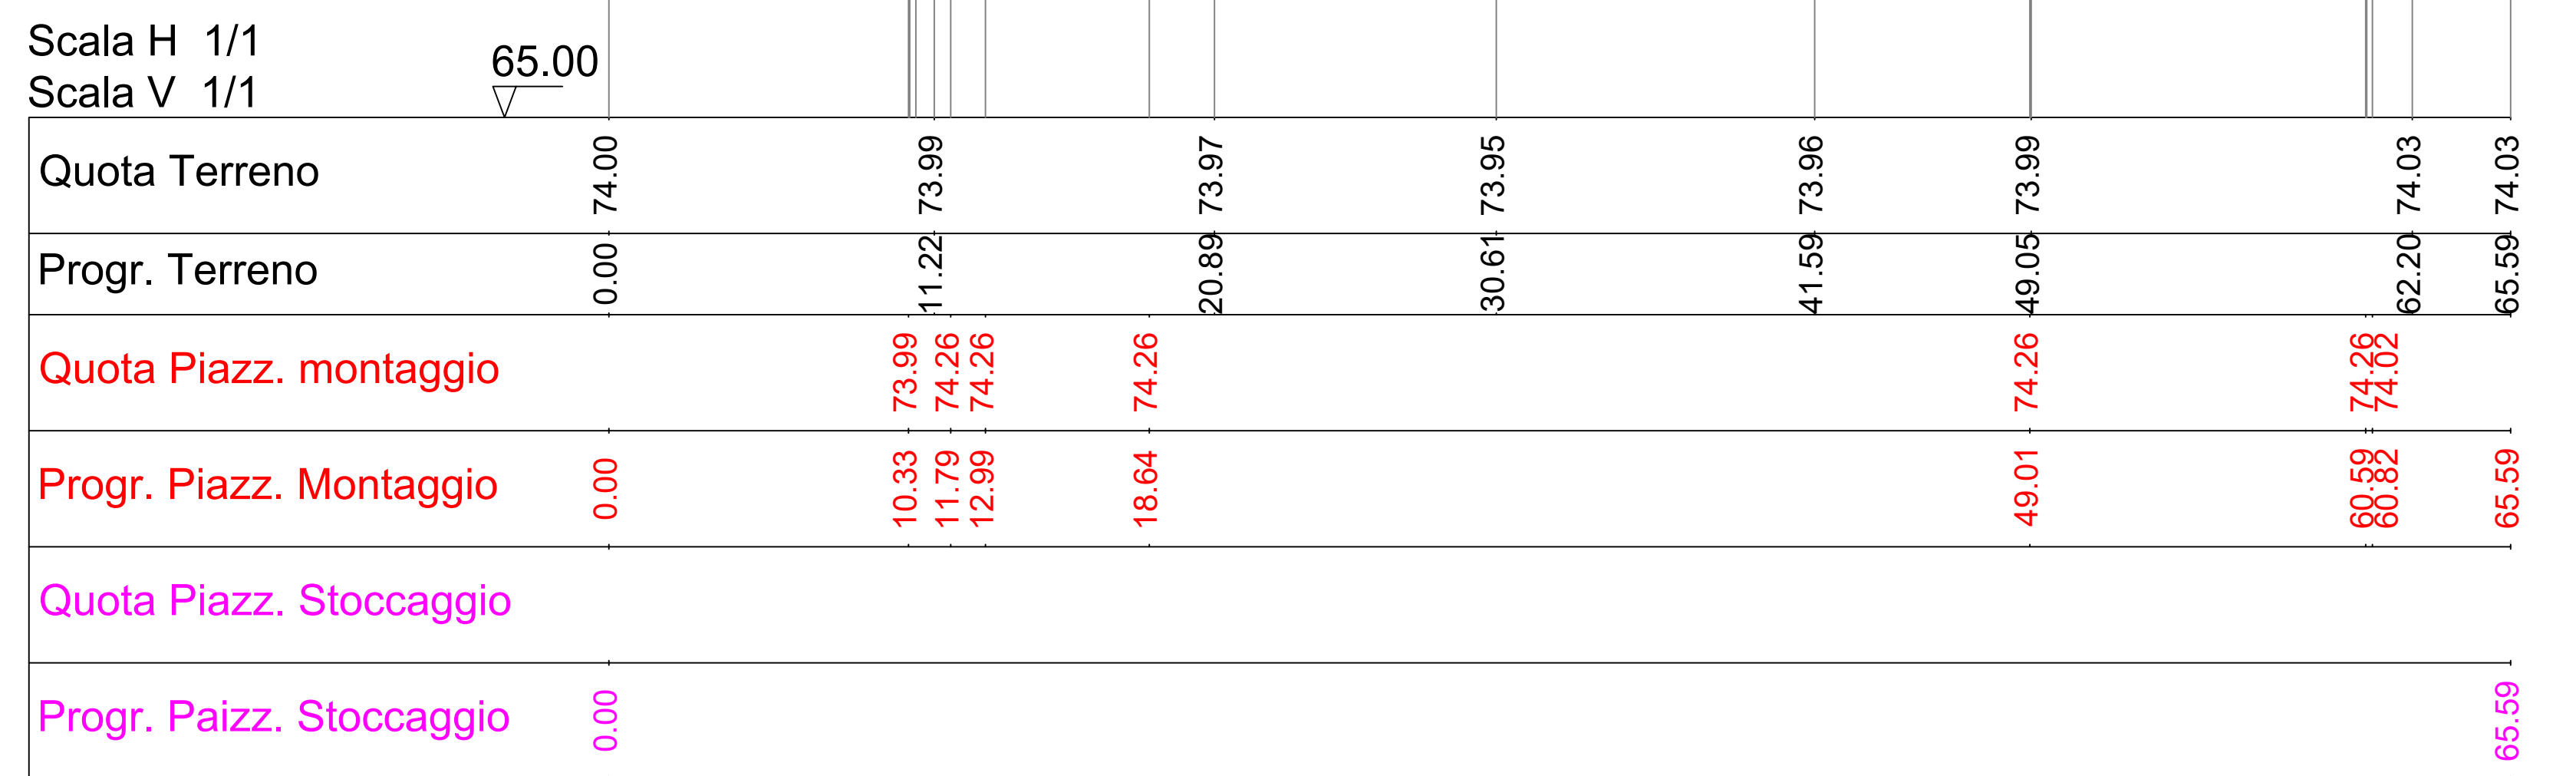 Scala H 1/1
Scala V 1/1
65.00
Quota Terreno 74.00 73.99 73.97 73.95 73.96 73.99 74.03 74.03
Progr. Terreno 0.00 11.22 20.89 30.61 41.59 49.05 62.20 65.59
Quota Piazz. montaggio 73.99 74.26 74.26 74.26 74.26 74.26 74.02
Progr. Piazz. Montaggio 0.00 10.33 11.79 12.99 18.64 49.01 60.59 60.82 65.59
Quota Piazz. Stoccaggio
Progr. Paizz. Stoccaggio 0.00 65.59